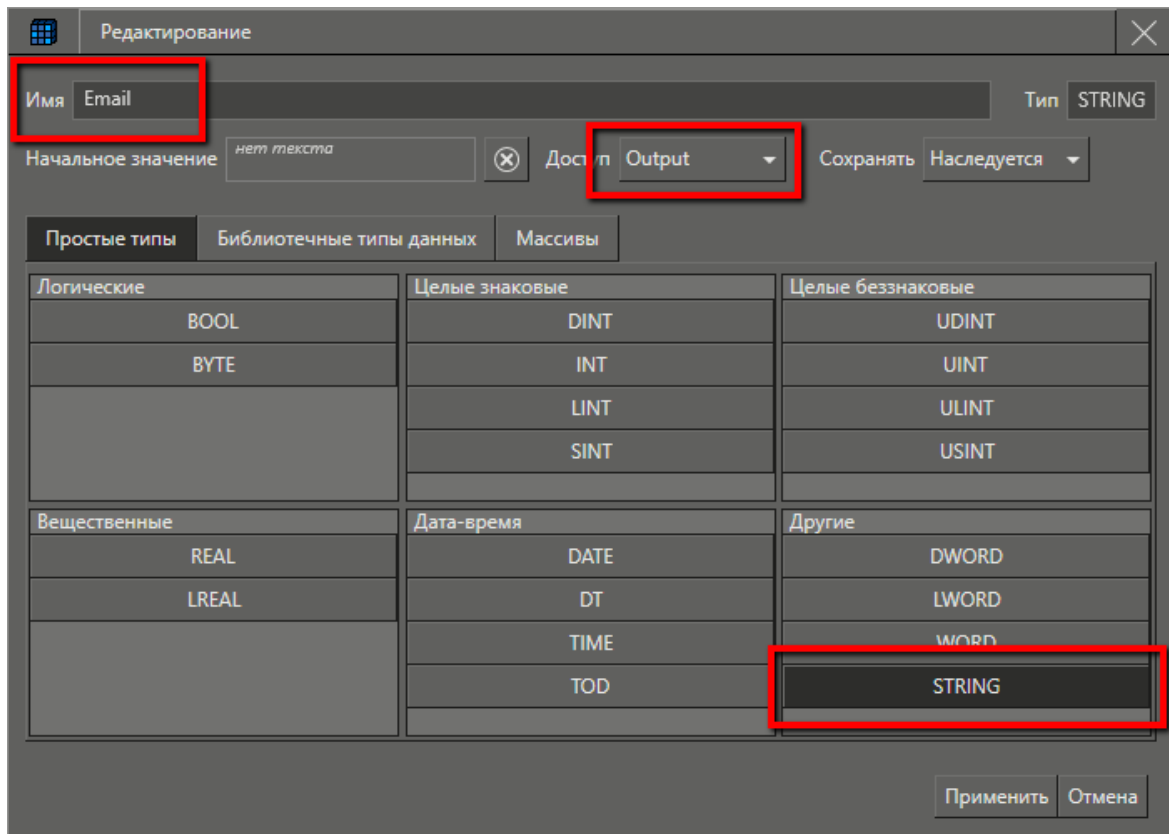 Редактирование
Имя Email Тип STRING
Начальное значение нет текста Доступ Output Сохранять Наследуется
Простые типы Библиотечные типы данных Массивы
Логические Целые знаковые Целые беззнаковые
BOOL DINT UDINT
BYTE INT UINT
LINT ULINT
SINT USINT
Вещественные Дата-время Другие
REAL DATE DWORD
LREAL DT LWORD
TIME WORD
TOD STRING
Применить Отмена